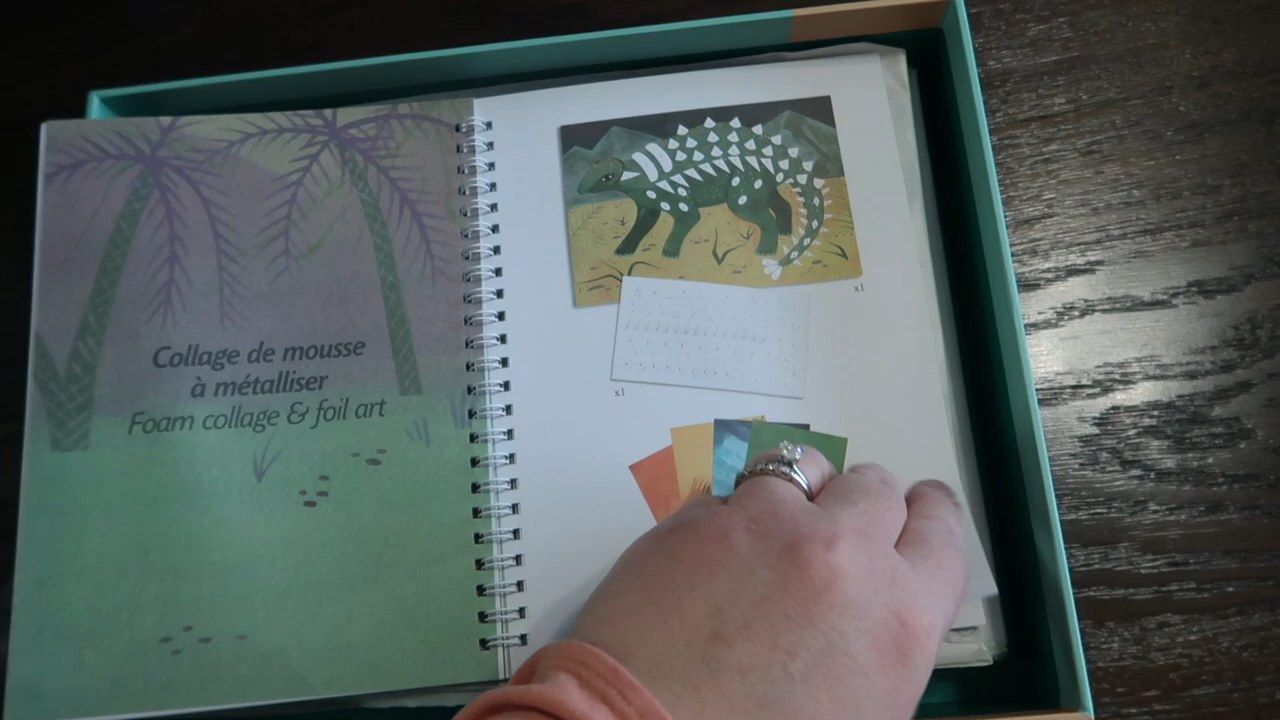 Collage de mousse
à métalliser
Foam collage & foil art
x1
x1